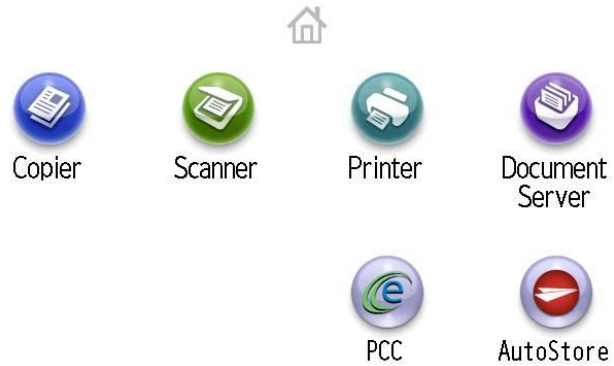 Copier
Scanner
Printer
Document
Server
e
PCC
AutoStore